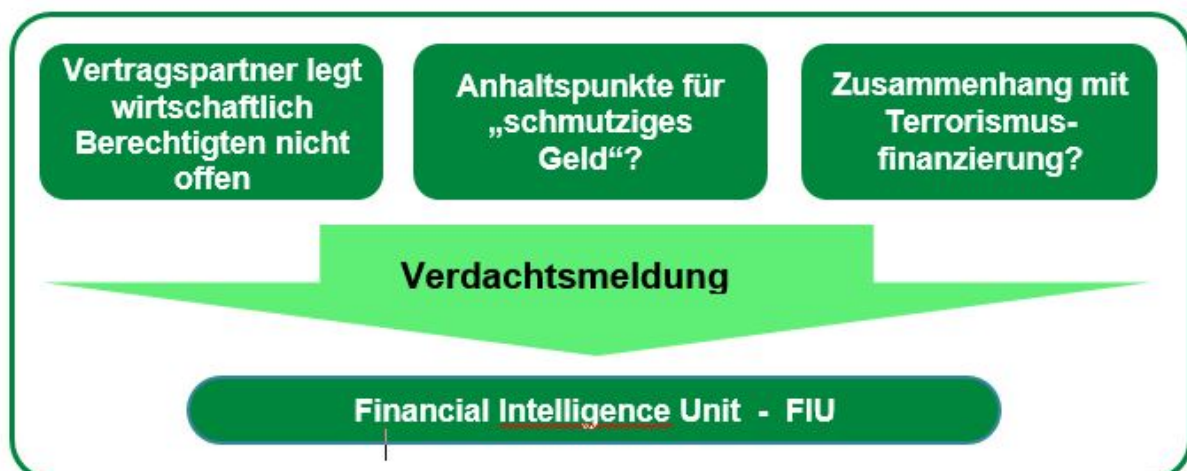 Vertragspartner legt
wirtschaftlich
Berechtigten nicht
offen
Anhaltspunkte für
„schmutziges
Geld“?
Zusammenhang mit
Terrorismus-
finanzierung?
Verdachtsmeldung
Financial Intelligence Unit - FIU